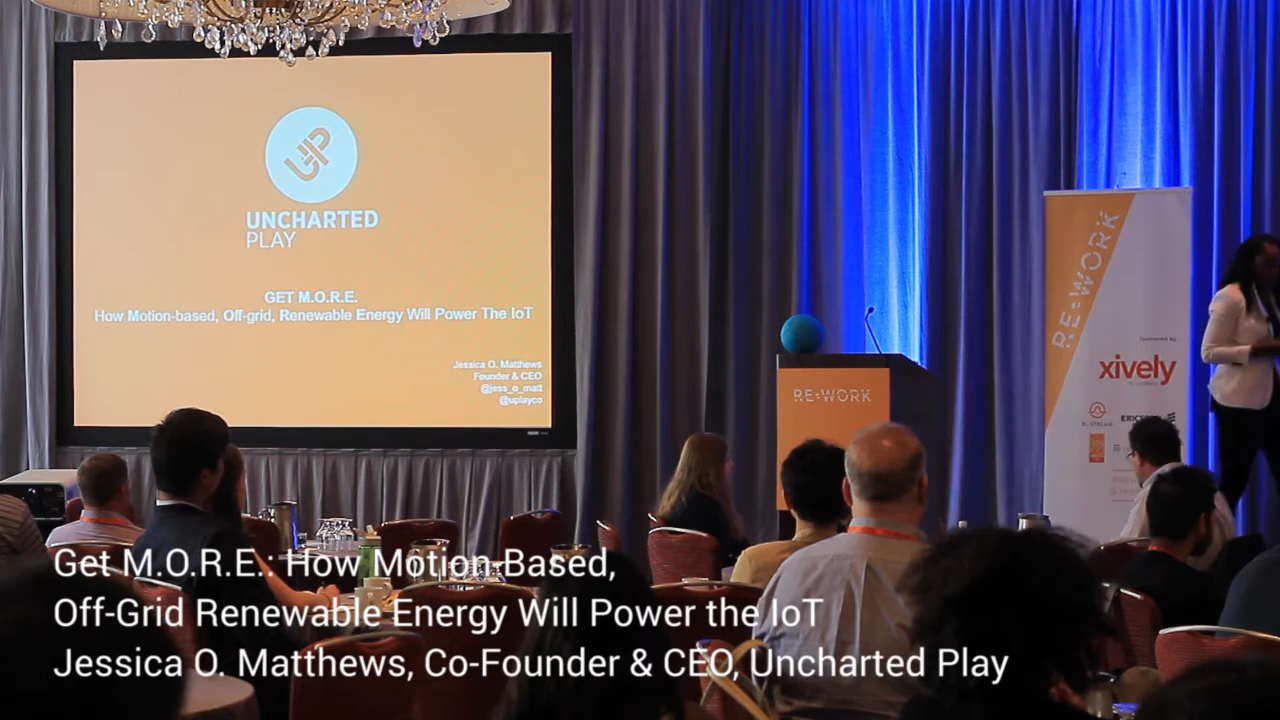 UP
UNCHARTED
PLAY
GET M.O.R.E.
How Motion-based, Off-grid, Renewable Energy Will Power The IoT
Jessica O. Matthews
Founder & CEO
@jess_o_matt
@uplayco
RE•WORK
RE•WORK
xively
Get M.O.R.E.: How Motion-Based,
Off-Grid Renewable Energy Will Power the IoT
Jessica O. Matthews, Co-Founder & CEO, Uncharted Play